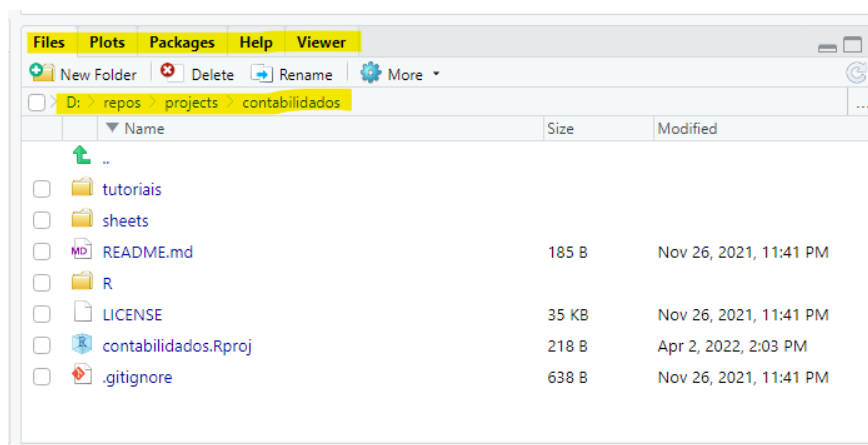 Files Plots Packages Help Viewer
New Folder Delete Rename More
D: repos projects contabilidados ...
Name Size Modified
..
tutoriais
sheets
MD README.md 185 B Nov 26, 2021, 11:41 PM
R
LICENSE 35 KB Nov 26, 2021, 11:41 PM
R contabilidados.Rproj 218 B Apr 2, 2022, 2:03 PM
.gitignore 638 B Nov 26, 2021, 11:41 PM